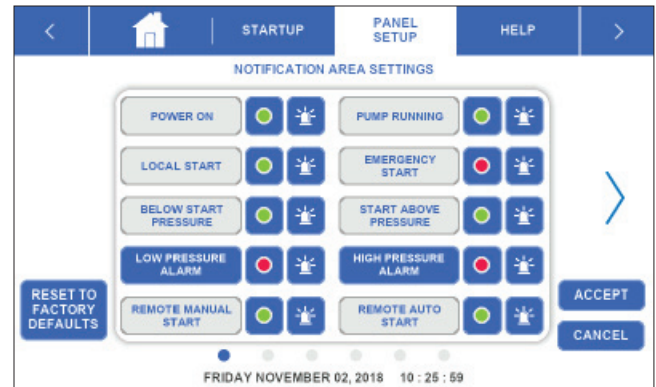 STARTUP
PANEL
SETUP
HELP
NOTIFICATION AREA SETTINGS
POWER ON
PUMP RUNNING
LOCAL START
EMERGENCY
START
BELOW START
PRESSURE
START ABOVE
PRESSURE
LOW PRESSURE
ALARM
HIGH PRESSURE
ALARM
REMOTE MANUAL
START
REMOTE AUTO
START
RESET TO
FACTORY
DEFAULTS
ACCEPT
CANCEL
FRIDAY NOVEMBER 02, 2018 10 : 25 : 59